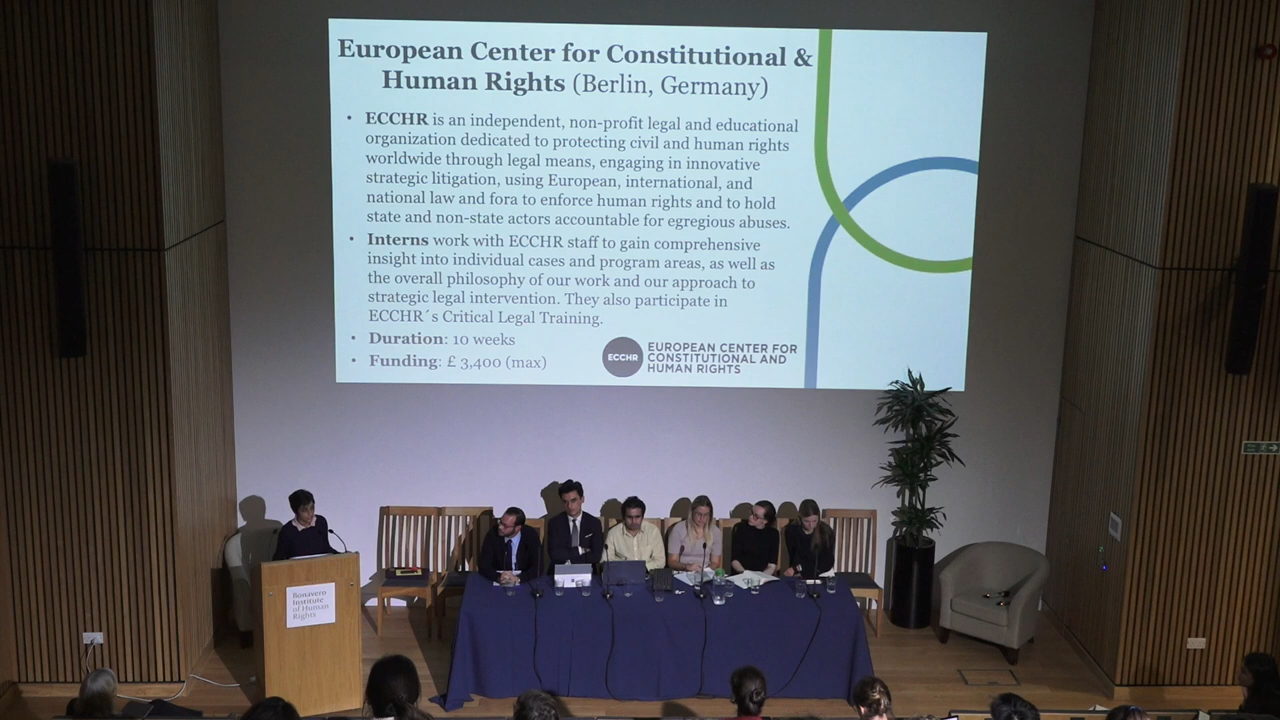 European Center for Constitutional &
Human Rights (Berlin, Germany)
• ECCHR is an independent, non-profit legal and educational
organization dedicated to protecting civil and human rights
worldwide through legal means, engaging in innovative
strategic litigation, using European, international, and
national law and fora to enforce human rights and to hold
state and non-state actors accountable for egregious abuses.
• Interns work with ECCHR staff to gain comprehensive
insight into individual cases and program areas, as well as
the overall philosophy of our work and our approach to
strategic legal intervention. They also participate in
ECCHR´s Critical Legal Training.
• Duration: 10 weeks
• Funding: £ 3,400 (max)
ECCHR
EUROPEAN CENTER FOR
CONSTITUTIONAL AND
HUMAN RIGHTS
Bonavero
Institute
of Human
Rights